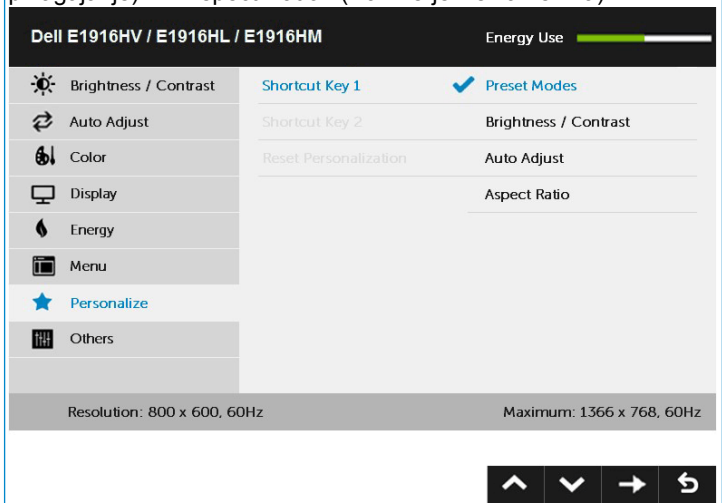 Dell E1916HV / E1916HL / E1916HM Energy Use
Brightness / Contrast Shortcut Key 1 Preset Modes
Auto Adjust Shortcut Key 2 Brightness / Contrast
Color Reset Personalization Auto Adjust
Display Aspect Ratio
Energy
Menu
Personalize
Others
Resolution: 800 x 600, 60Hz Maximum: 1366 x 768, 60Hz